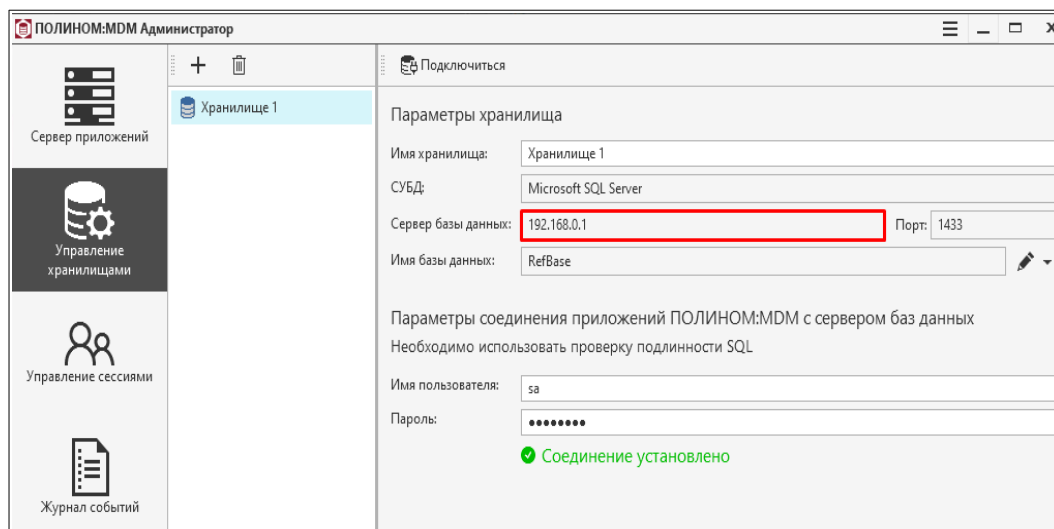 ПОЛИНОМ:MDM Администратор
Сервер приложений
Управление
хранилищами
Управление сессиями
Журнал событий
Хранилище 1
Подключиться
Параметры хранилища
Имя хранилища: Хранилище 1
СУБД: Microsoft SQL Server
Сервер базы данных: 192.168.0.1 Порт: 1433
Имя базы данных: RefBase
Параметры соединения приложений ПОЛИНОМ:MDM с сервером баз данных
Необходимо использовать проверку подлинности SQL
Имя пользователя: sa
Пароль: ●●●●●●●●
Соединение установлено